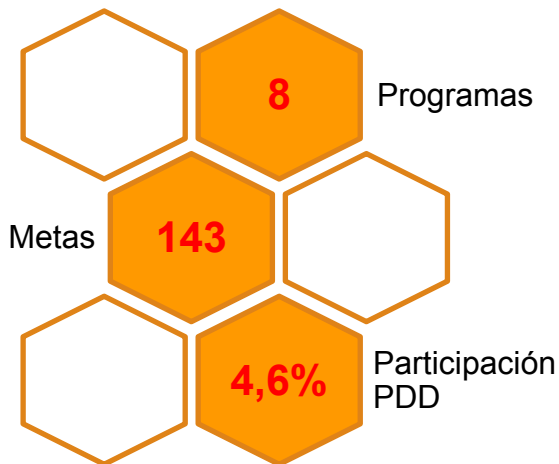 8
Programas
Metas
143
4,6%
Participación
PDD